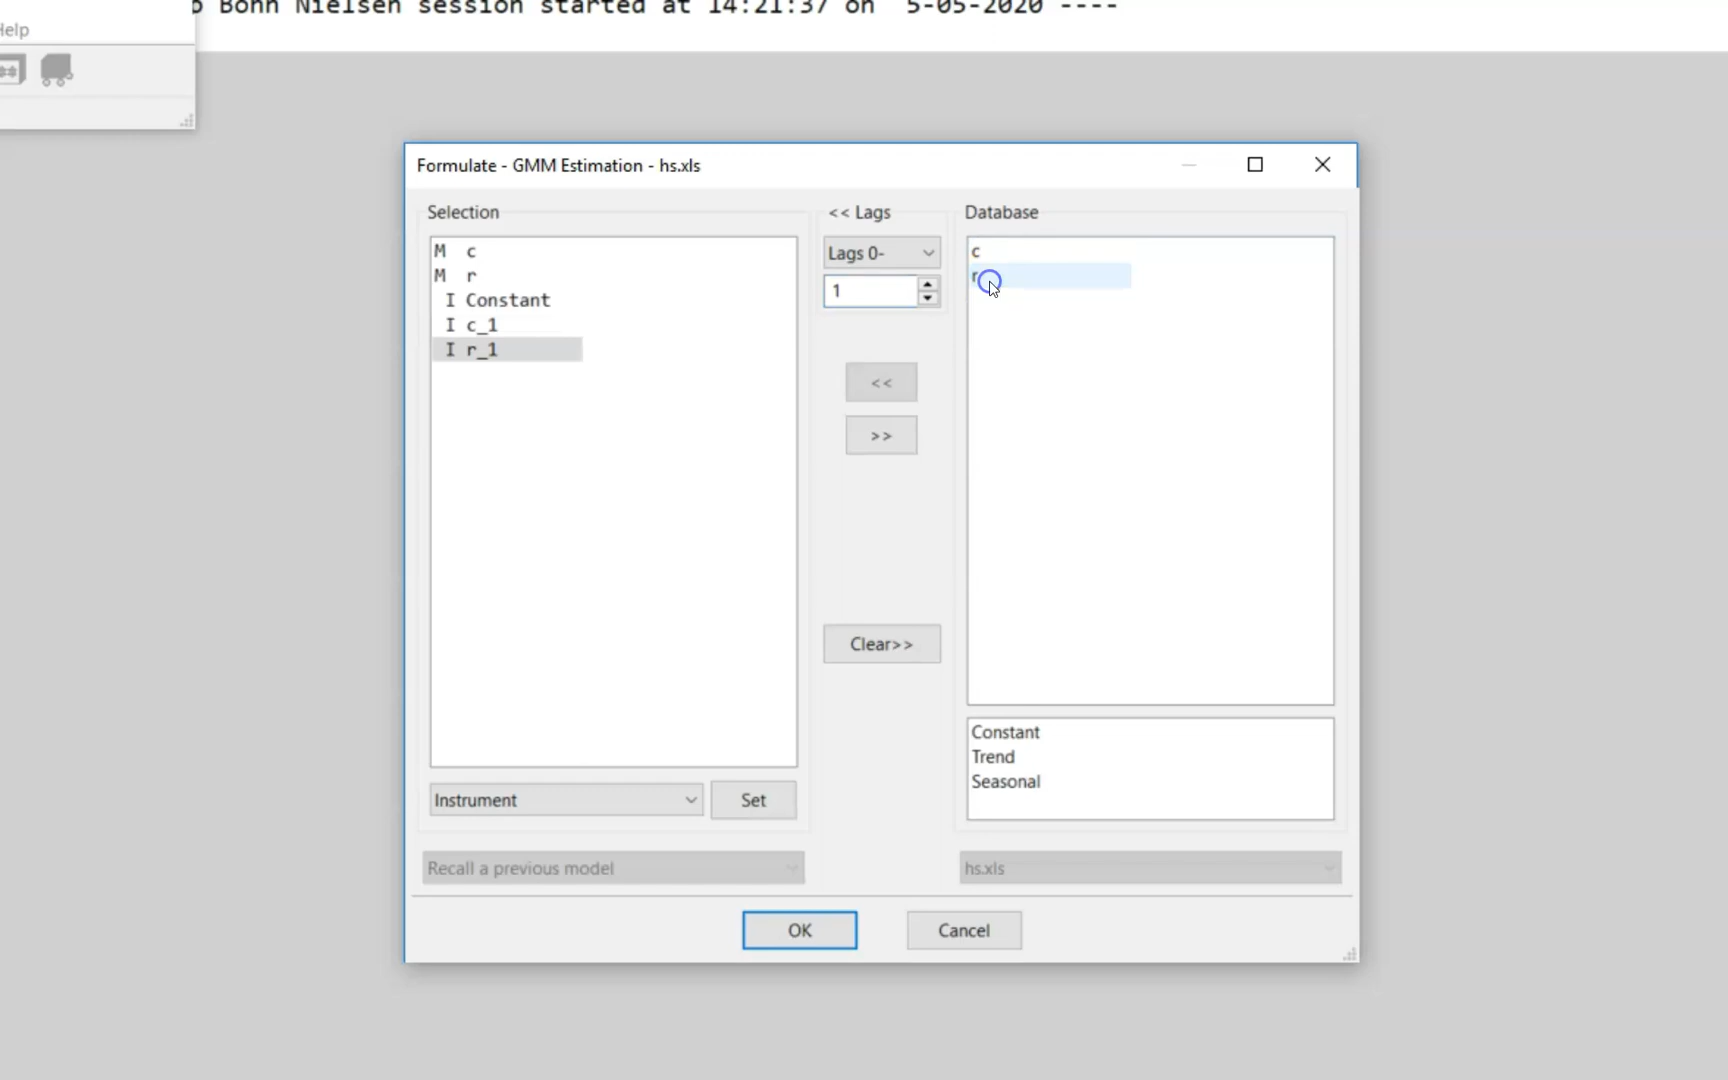 Bohn Nielsen session started at 14:21:37 on 5-05-2020 ----
Help
Formulate - GMM Estimation - hs.xls
Selection
<< Lags
Database
M c
M r
I Constant
I c_1
I r_1
Lags 0-
1
<<
>>
Clear>>
c
r
Constant
Trend
Seasonal
Instrument
Set
Recall a previous model
hs.xls
OK
Cancel